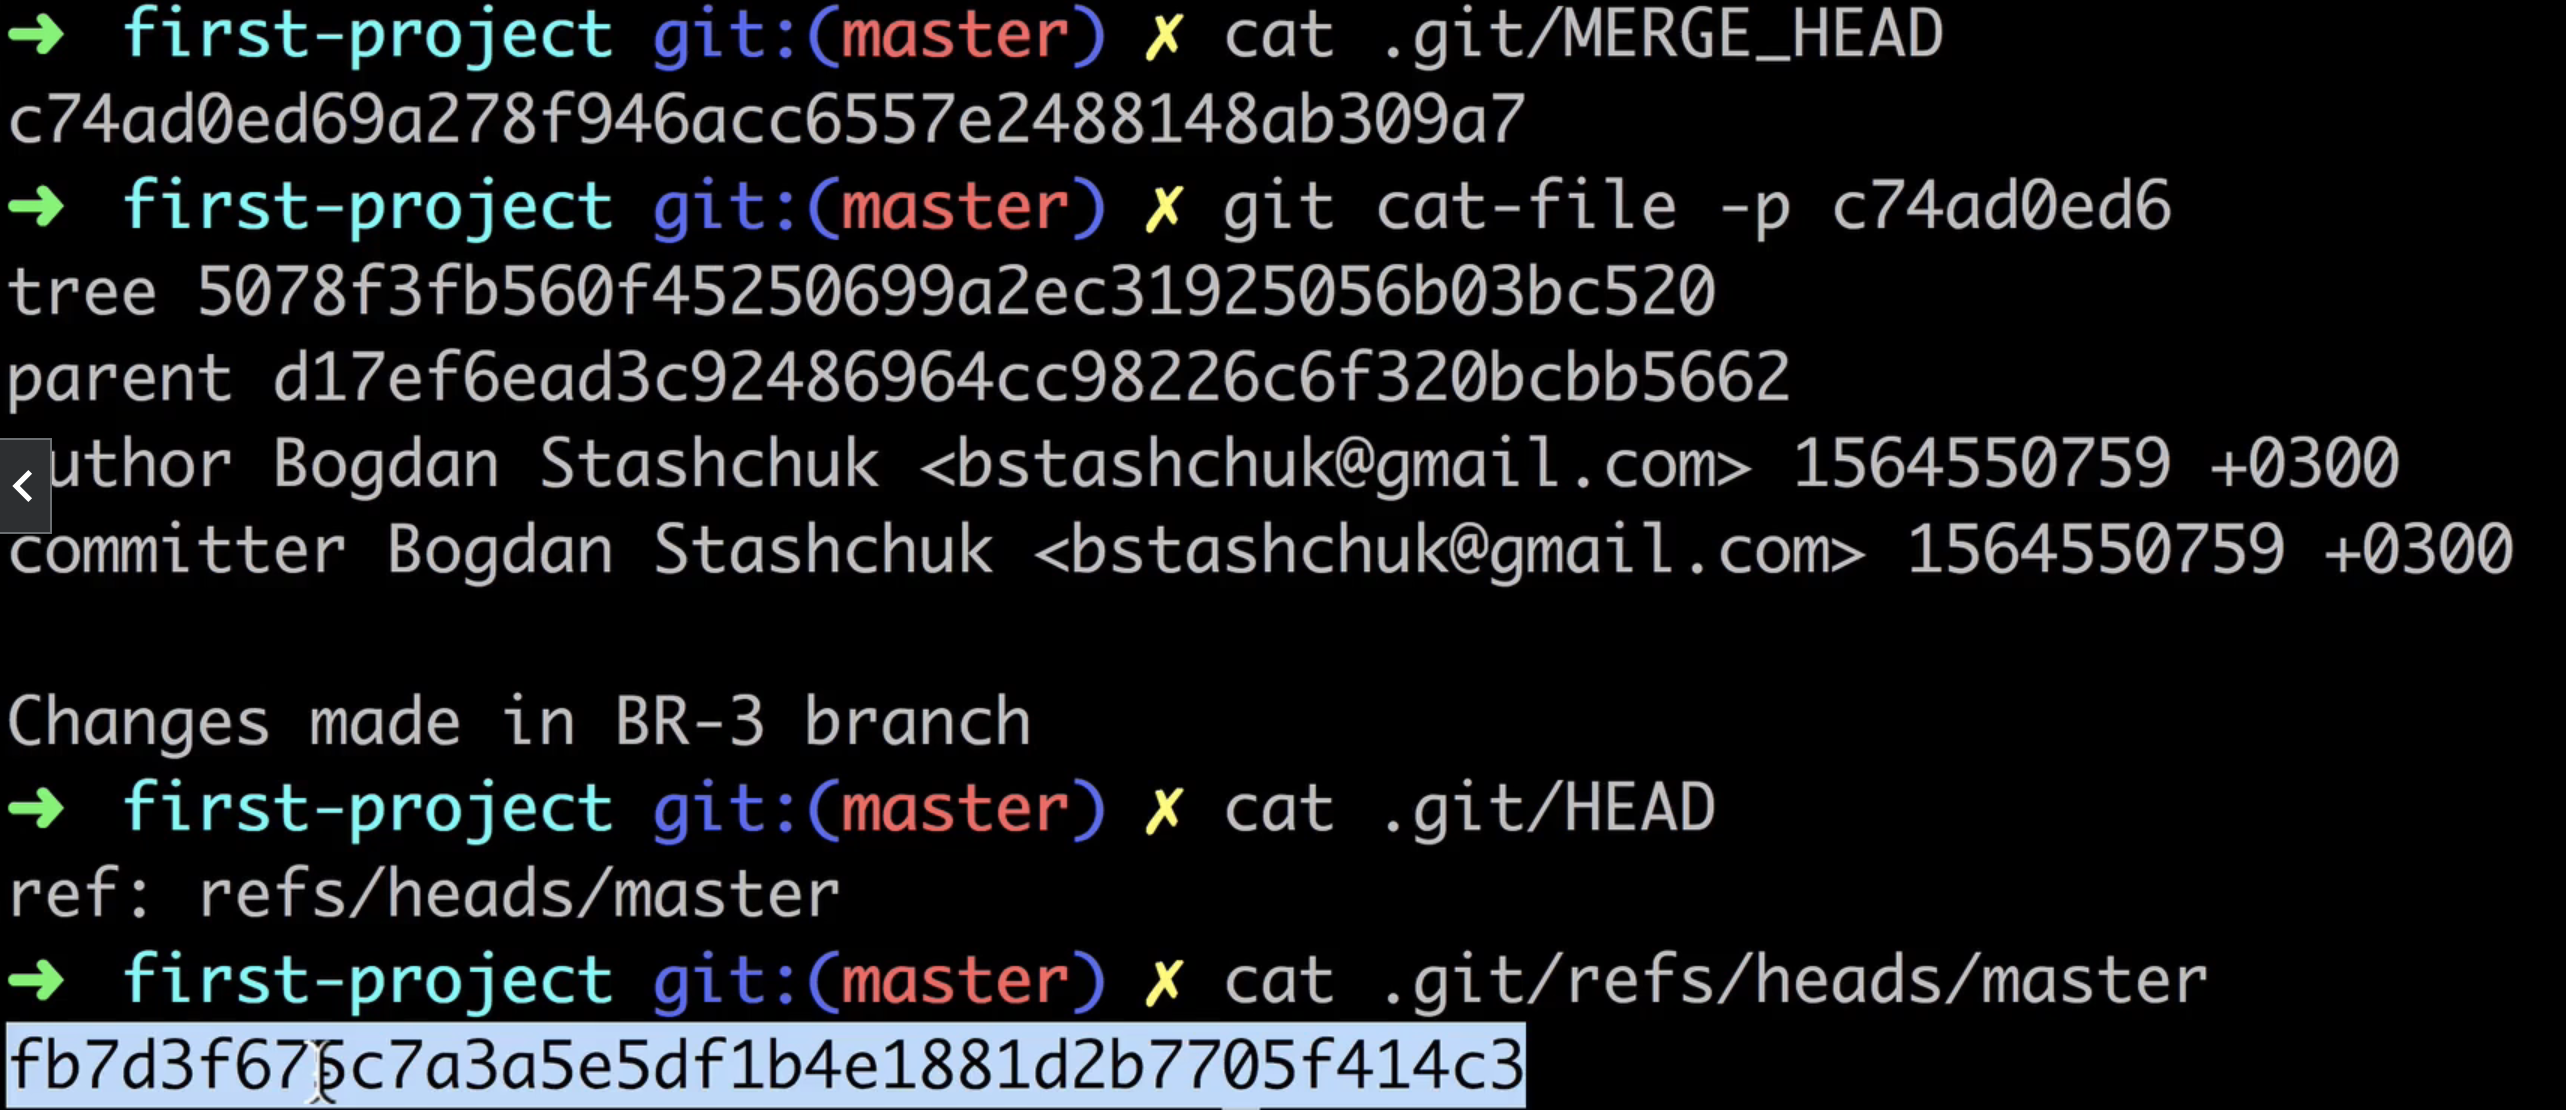 ➜ first-project git:(master) ✗ cat .git/MERGE_HEAD
c74ad0ed69a278f946acc6557e2488148ab309a7
➜ first-project git:(master) ✗ git cat-file -p c74ad0ed6
tree 5078f3fb560f45250699a2ec31925056b03bc520
parent d17ef6ead3c92486964cc98226c6f320bcbb5662
uthor Bogdan Stashchuk <bstashchuk@gmail.com> 1564550759 +0300
committer Bogdan Stashchuk <bstashchuk@gmail.com> 1564550759 +0300
Changes made in BR-3 branch
➜ first-project git:(master) ✗ cat .git/HEAD
ref: refs/heads/master
➜ first-project git:(master) ✗ cat .git/refs/heads/master
fb7d3f675c7a3a5e5df1b4e1881d2b7705f414c3